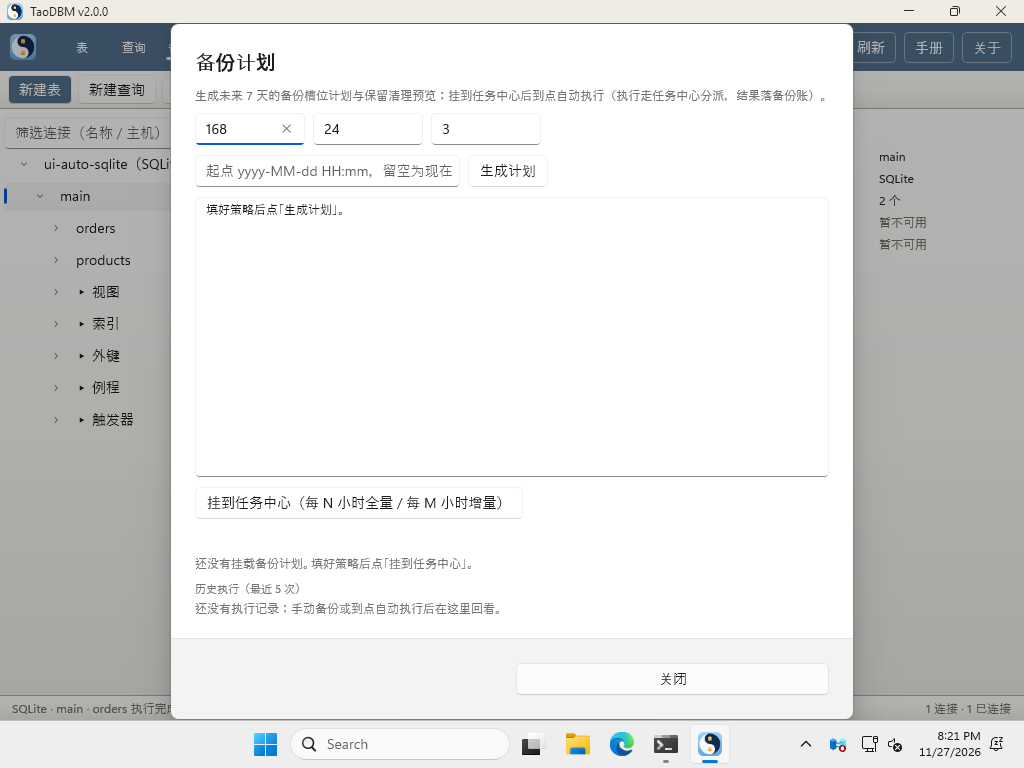 TaoDBM v2.0.0
表
查询
刷新
手册
关于
新建表
新建查询
筛选连接（名称 / 主机）
ui-auto-sqlite（SQLi
main
orders
products
视图
索引
外键
例程
触发器
备份计划
生成未来 7 天的备份槽位计划与保留清理预览；挂到任务中心后到点自动执行（执行走任务中心分派，结果落备份账）。
168
24
3
起点 yyyy-MM-dd HH:mm，留空为现在
生成计划
填好策略后点「生成计划」。
挂到任务中心（每 N 小时全量 / 每 M 小时增量）
还没有挂载备份计划。填好策略后点「挂到任务中心」。
历史执行（最近 5 次）
还没有执行记录；手动备份或到点自动执行后在这里回看。
关闭
main
SQLite
2 个
暂不可用
暂不可用
SQLite · main · orders 执行完
1 连接 · 1 已连接
Search
8:21 PM
11/27/2026